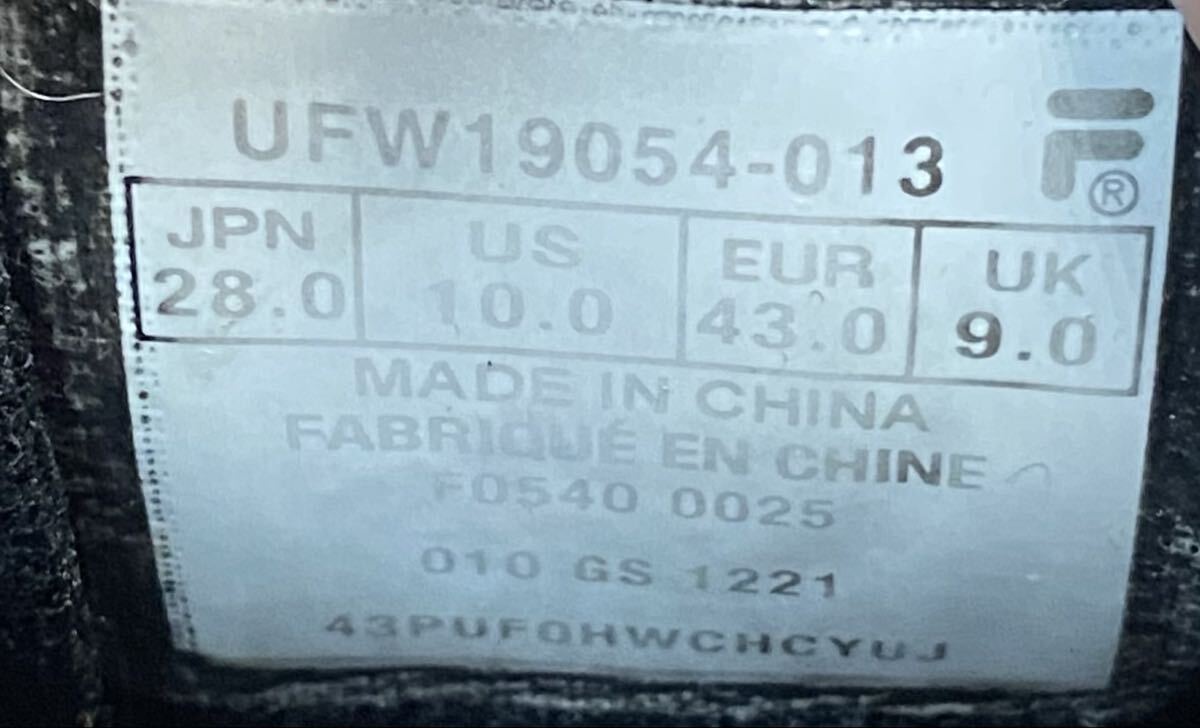 UFW19054-013
JPN US EUR UK
28.0 10.0 43.0 9.0
MADE IN CHINA
FABRIQUÉ EN CHINE
F0540 0025
010 GS 1221
43PUF0HWCHCYUJ